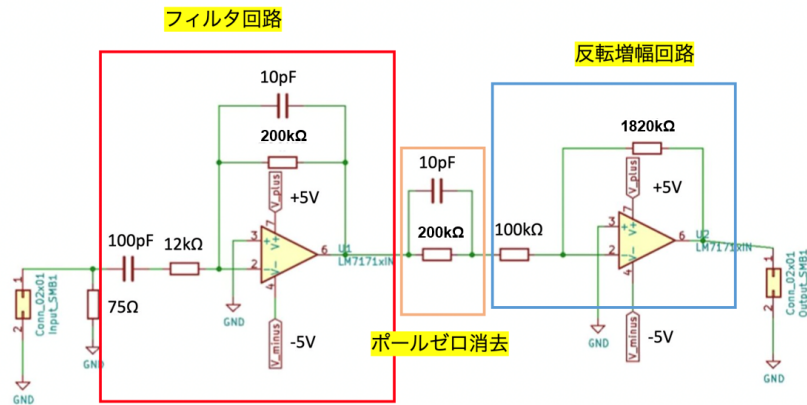 フィルタ回路
反転増幅回路
10pF
200kΩ
V_plus
+5V
100pF
12kΩ
75Ω
3
2
7
4
6
V+
V-
+
-
U1
LM7171xIN
GND
V_minus
-5V
GND
1
2
Conn_02x01
Input_SMB1
GND
10pF
200kΩ
ポールゼロ消去
100kΩ
1820kΩ
V_plus
+5V
3
2
7
4
6
V+
V-
+
-
U2
LM7171xIN
GND
V_minus
-5V
1
2
Conn_02x01
Output_SMB1
GND